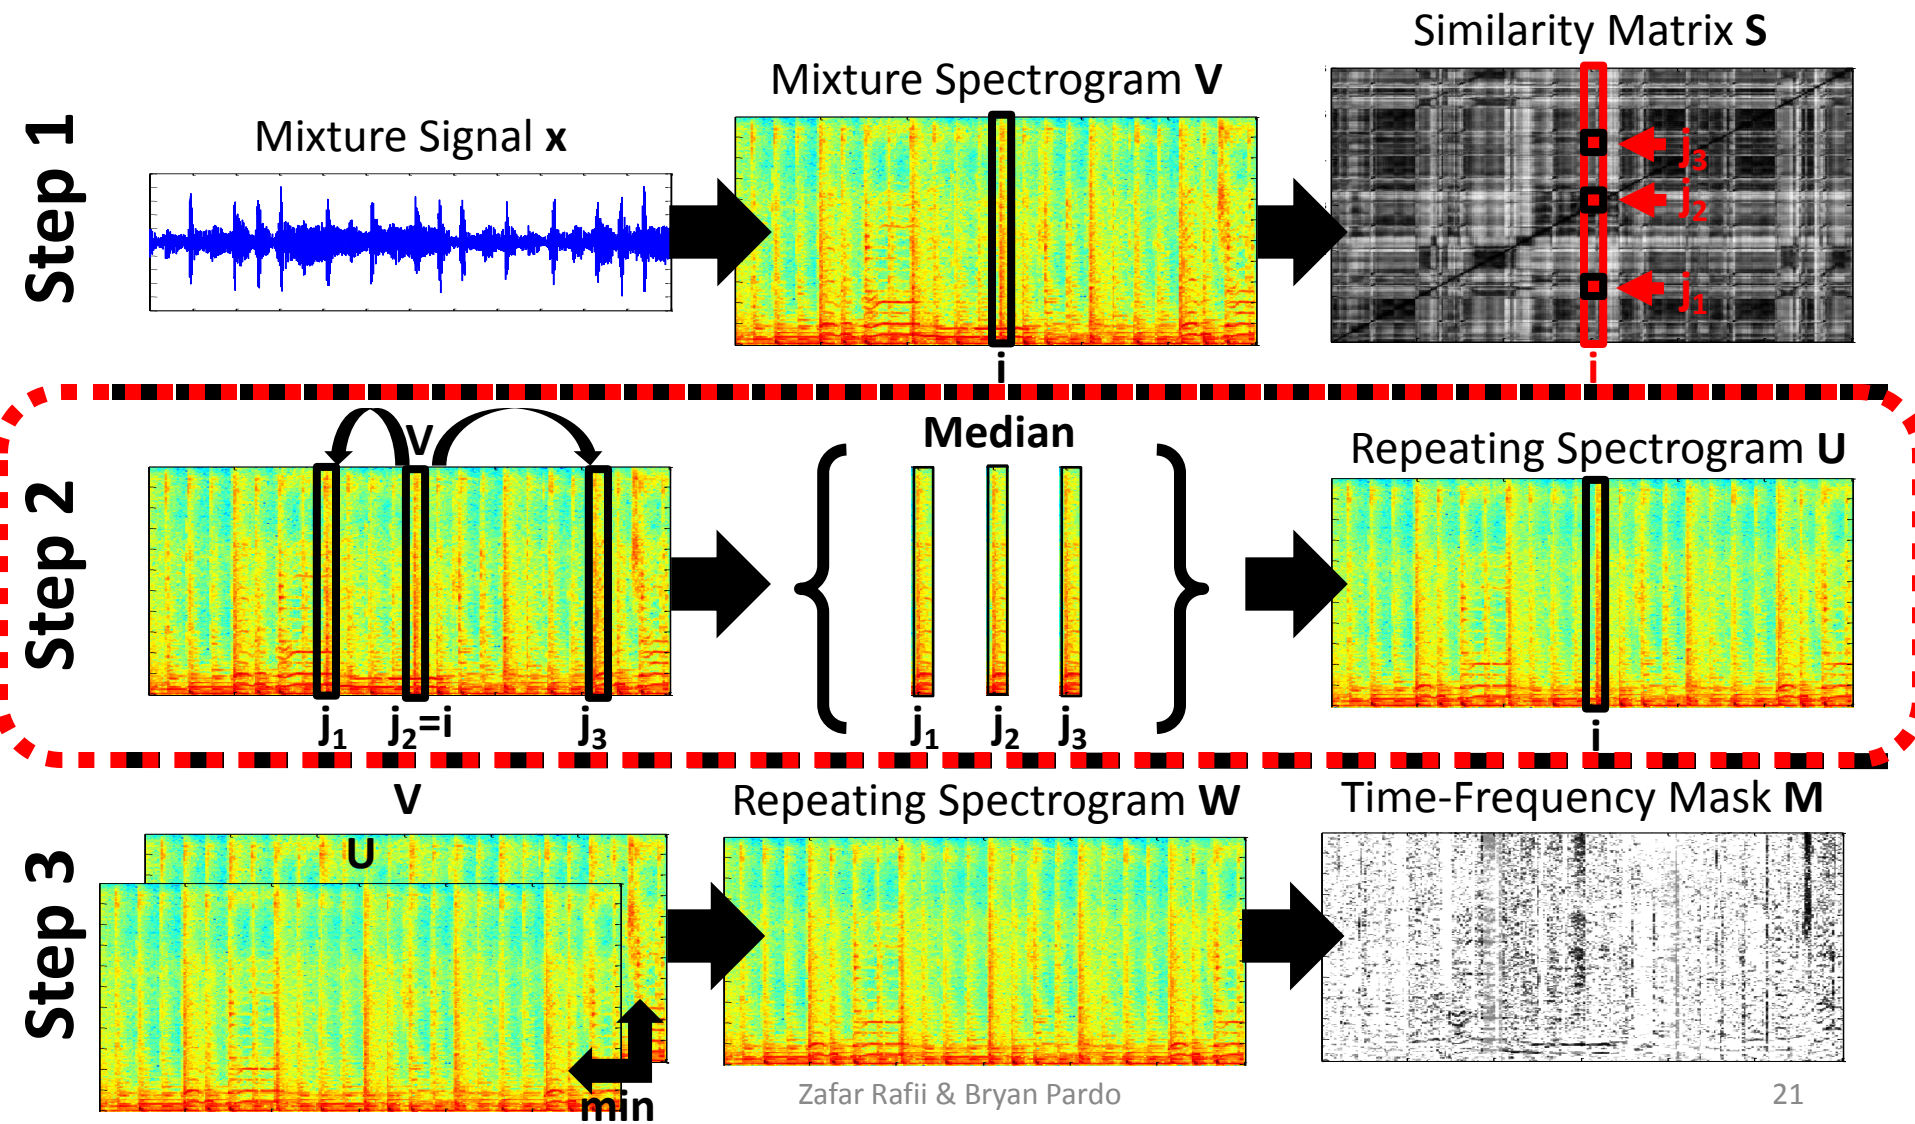 Step 1
Mixture Signal x
Mixture Spectrogram V
i
Similarity Matrix S
j3
j2
j1
i
Step 2
V
j1
j2=i
j3
Median
j1
j2
j3
Repeating Spectrogram U
i
Step 3
V
U
min
Repeating Spectrogram W
Time-Frequency Mask M
Zafar Rafii & Bryan Pardo
21